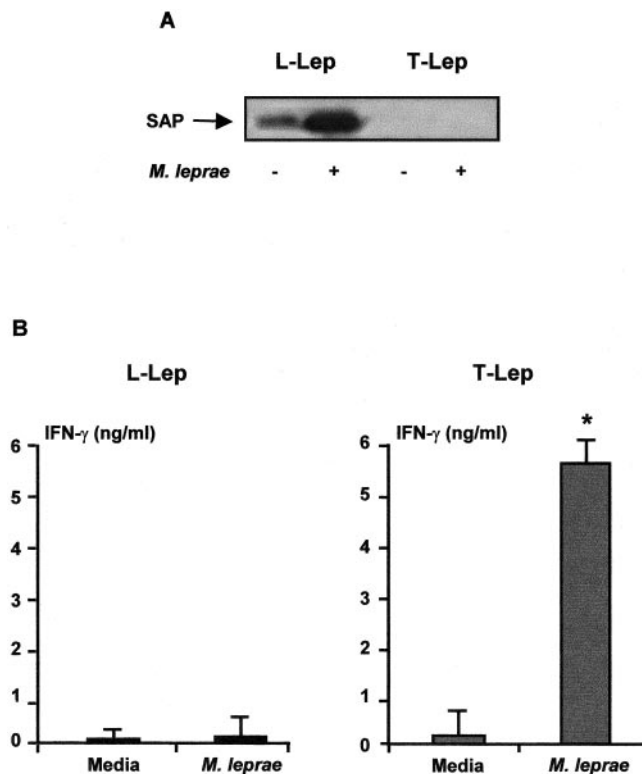 A
L-Lep T-Lep
SAP
M. leprae - + - +
B
L-Lep T-Lep
IFN-γ (ng/ml) IFN-γ (ng/ml)
*
6 6
5 5
4 4
3 3
2 2
1 1
0 0
Media M. leprae Media M. leprae